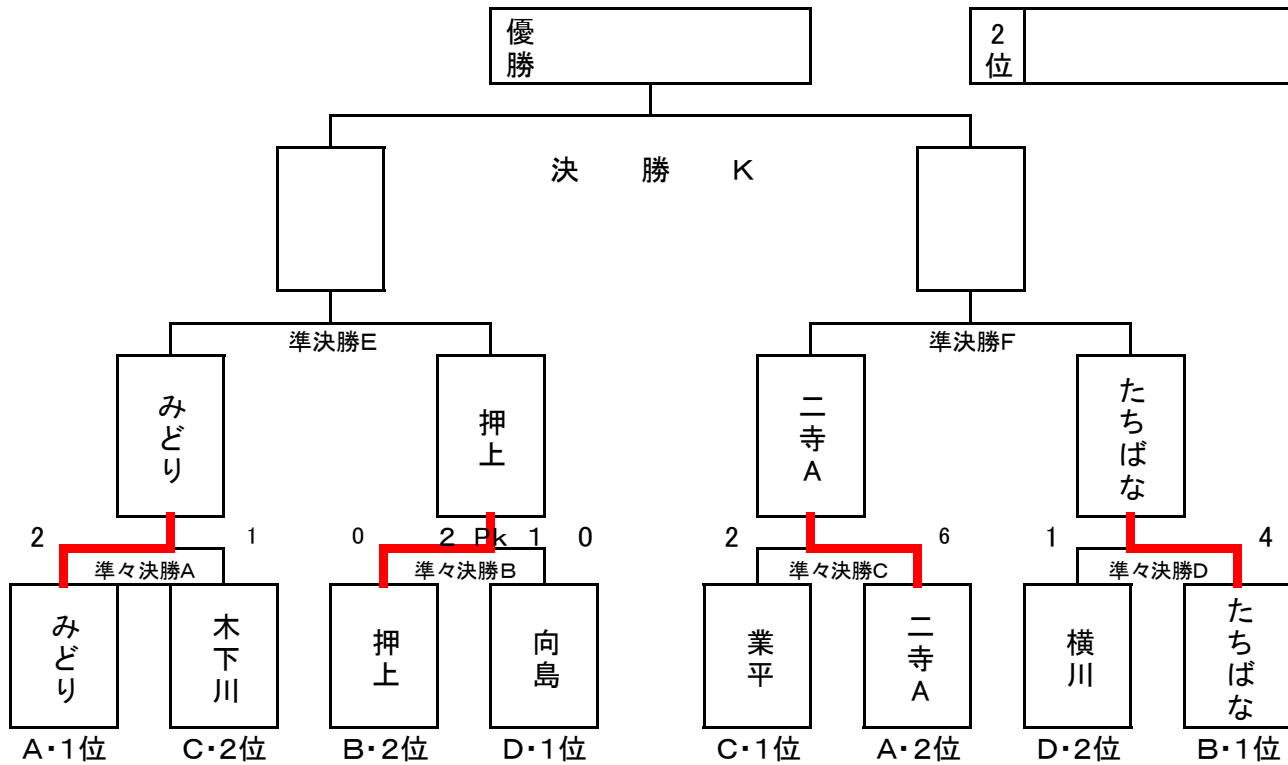 優勝
2位
決 勝 K
準決勝E
準決勝F
みどり
押上
二寺A
たちばな
2 1 0 2 Pk 1 0 2 6 1 4
準々決勝A
準々決勝B
準々決勝C
準々決勝D
みどり
木下川
押上
向島
業平
二寺A
横川
たちばな
A・1位 C・2位 B・2位 D・1位 C・1位 A・2位 D・2位 B・1位